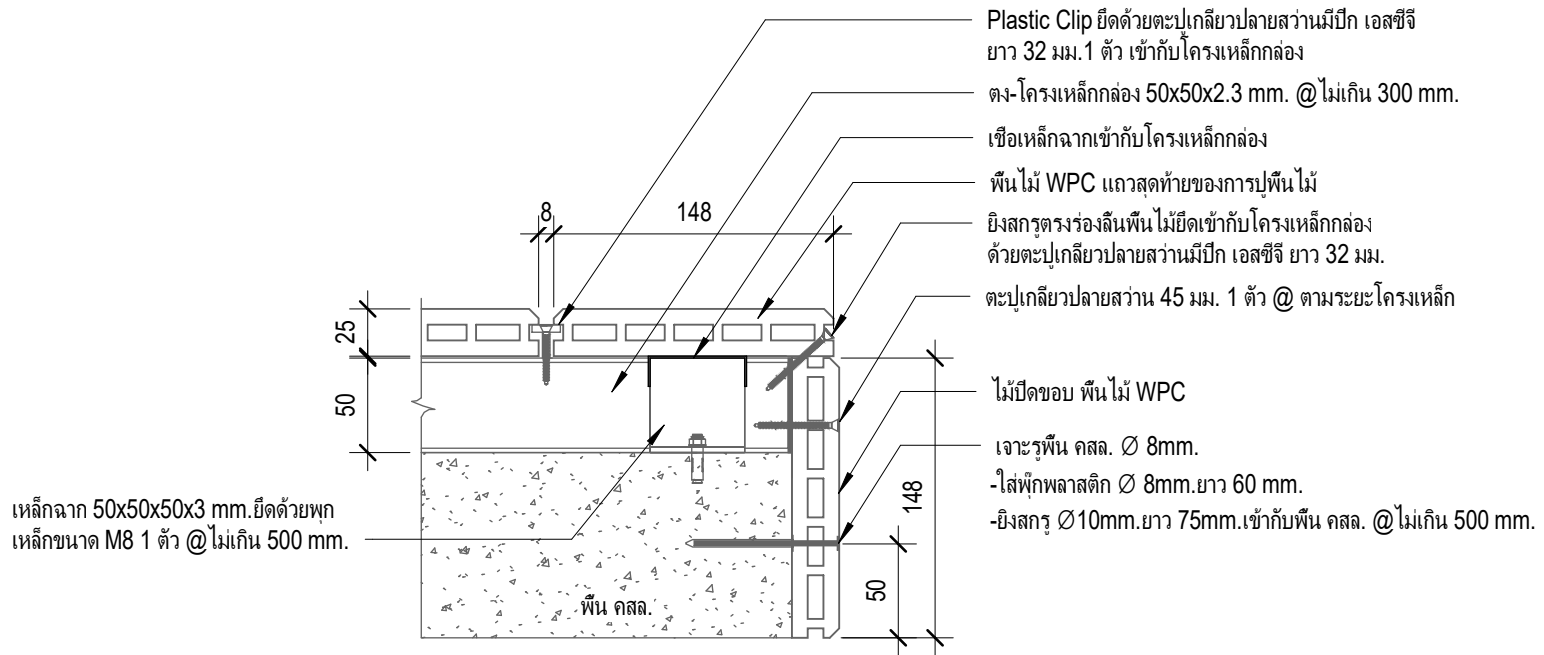 Plastic Clip ยึดด้วยตะปูเกลียวปลายสว่านมีปีก เอสซีจี
ยาว 32 มม.1 ตัว เข้ากับโครงเหล็กกล่อง
ตง-โครงเหล็กกล่อง 50x50x2.3 mm. @ไม่เกิน 300 mm.
เชือเหล็กฉากเข้ากับโครงเหล็กกล่อง
พื้นไม้ WPC แถวสุดท้ายของการปูพื้นไม้
ยิงสกรูตรงร่องลิ้นพื้นไม้ยึดเข้ากับโครงเหล็กกล่อง
ด้วยตะปูเกลียวปลายสว่านมีปีก เอสซีจี ยาว 32 มม.
ตะปูเกลียวปลายสว่าน 45 มม. 1 ตัว @ ตามระยะโครงเหล็ก
ไม้ปิดขอบ พื้นไม้ WPC
เจาะรูพื้น คสล. Ø 8mm.
-ใส่พุ๊กพลาสติก Ø 8mm.ยาว 60 mm.
-ยิงสกรู Ø10mm.ยาว 75mm.เข้ากับพื้น คสล. @ไม่เกิน 500 mm.
8
148
25
50
148
50
เหล็กฉาก 50x50x50x3 mm.ยึดด้วยพุก
เหล็กขนาด M8 1 ตัว @ไม่เกิน 500 mm.
พื้น คสล.